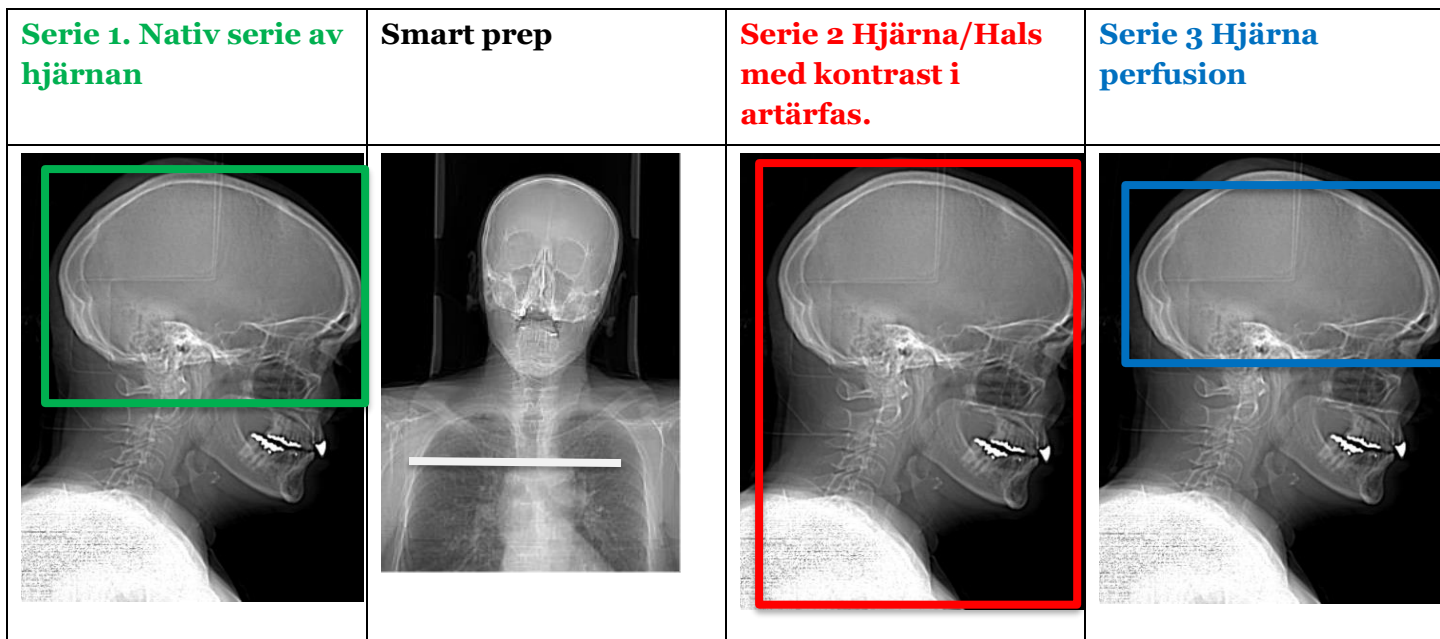 Serie 1. Nativ serie av
hjärnan
Smart prep
Serie 2 Hjärna/Hals
med kontrast i
artärfas.
Serie 3 Hjärna
perfusion